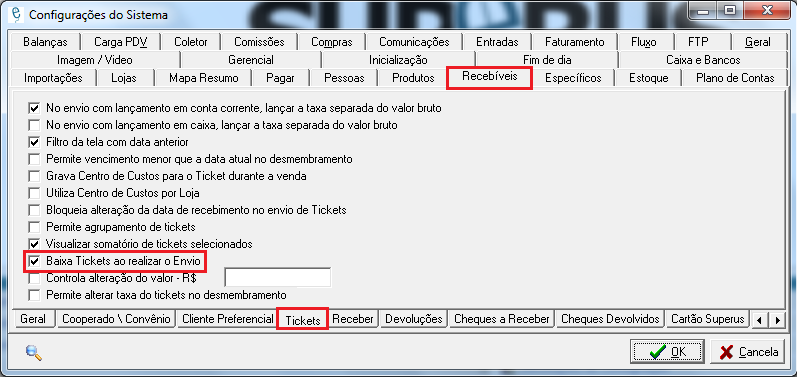 Configurações do Sistema
Balanças Carga PDV Coletor Comissões Compras Comunicações Entradas Faturamento Fluxo FTP Geral
Imagem / Video Gerencial Inicialização Fim de dia Caixa e Bancos
Importações Lojas Mapa Resumo Pagar Pessoas Produtos Recebíveis Específicos Estoque Plano de Contas
No envio com lançamento em conta corrente, lançar a taxa separada do valor bruto
No envio com lançamento em caixa, lançar a taxa separada do valor bruto
Filtro da tela com data anterior
Permite vencimento menor que a data atual no desmembramento
Grava Centro de Custos para o Ticket durante a venda
Utiliza Centro de Custos por Loja
Bloqueia alteração da data de recebimento no envio de Tickets
Permite agrupamento de tickets
Visualizar somatório de tickets selecionados
Baixa Tickets ao realizar o Envio
Controla alteração do valor - R$
Permite alterar taxa do tickets no desmembramento
Geral Cooperado \ Convênio Cliente Preferencial Tickets Receber Devoluções Cheques a Receber Cheques Devolvidos Cartão Superus
OK Cancela